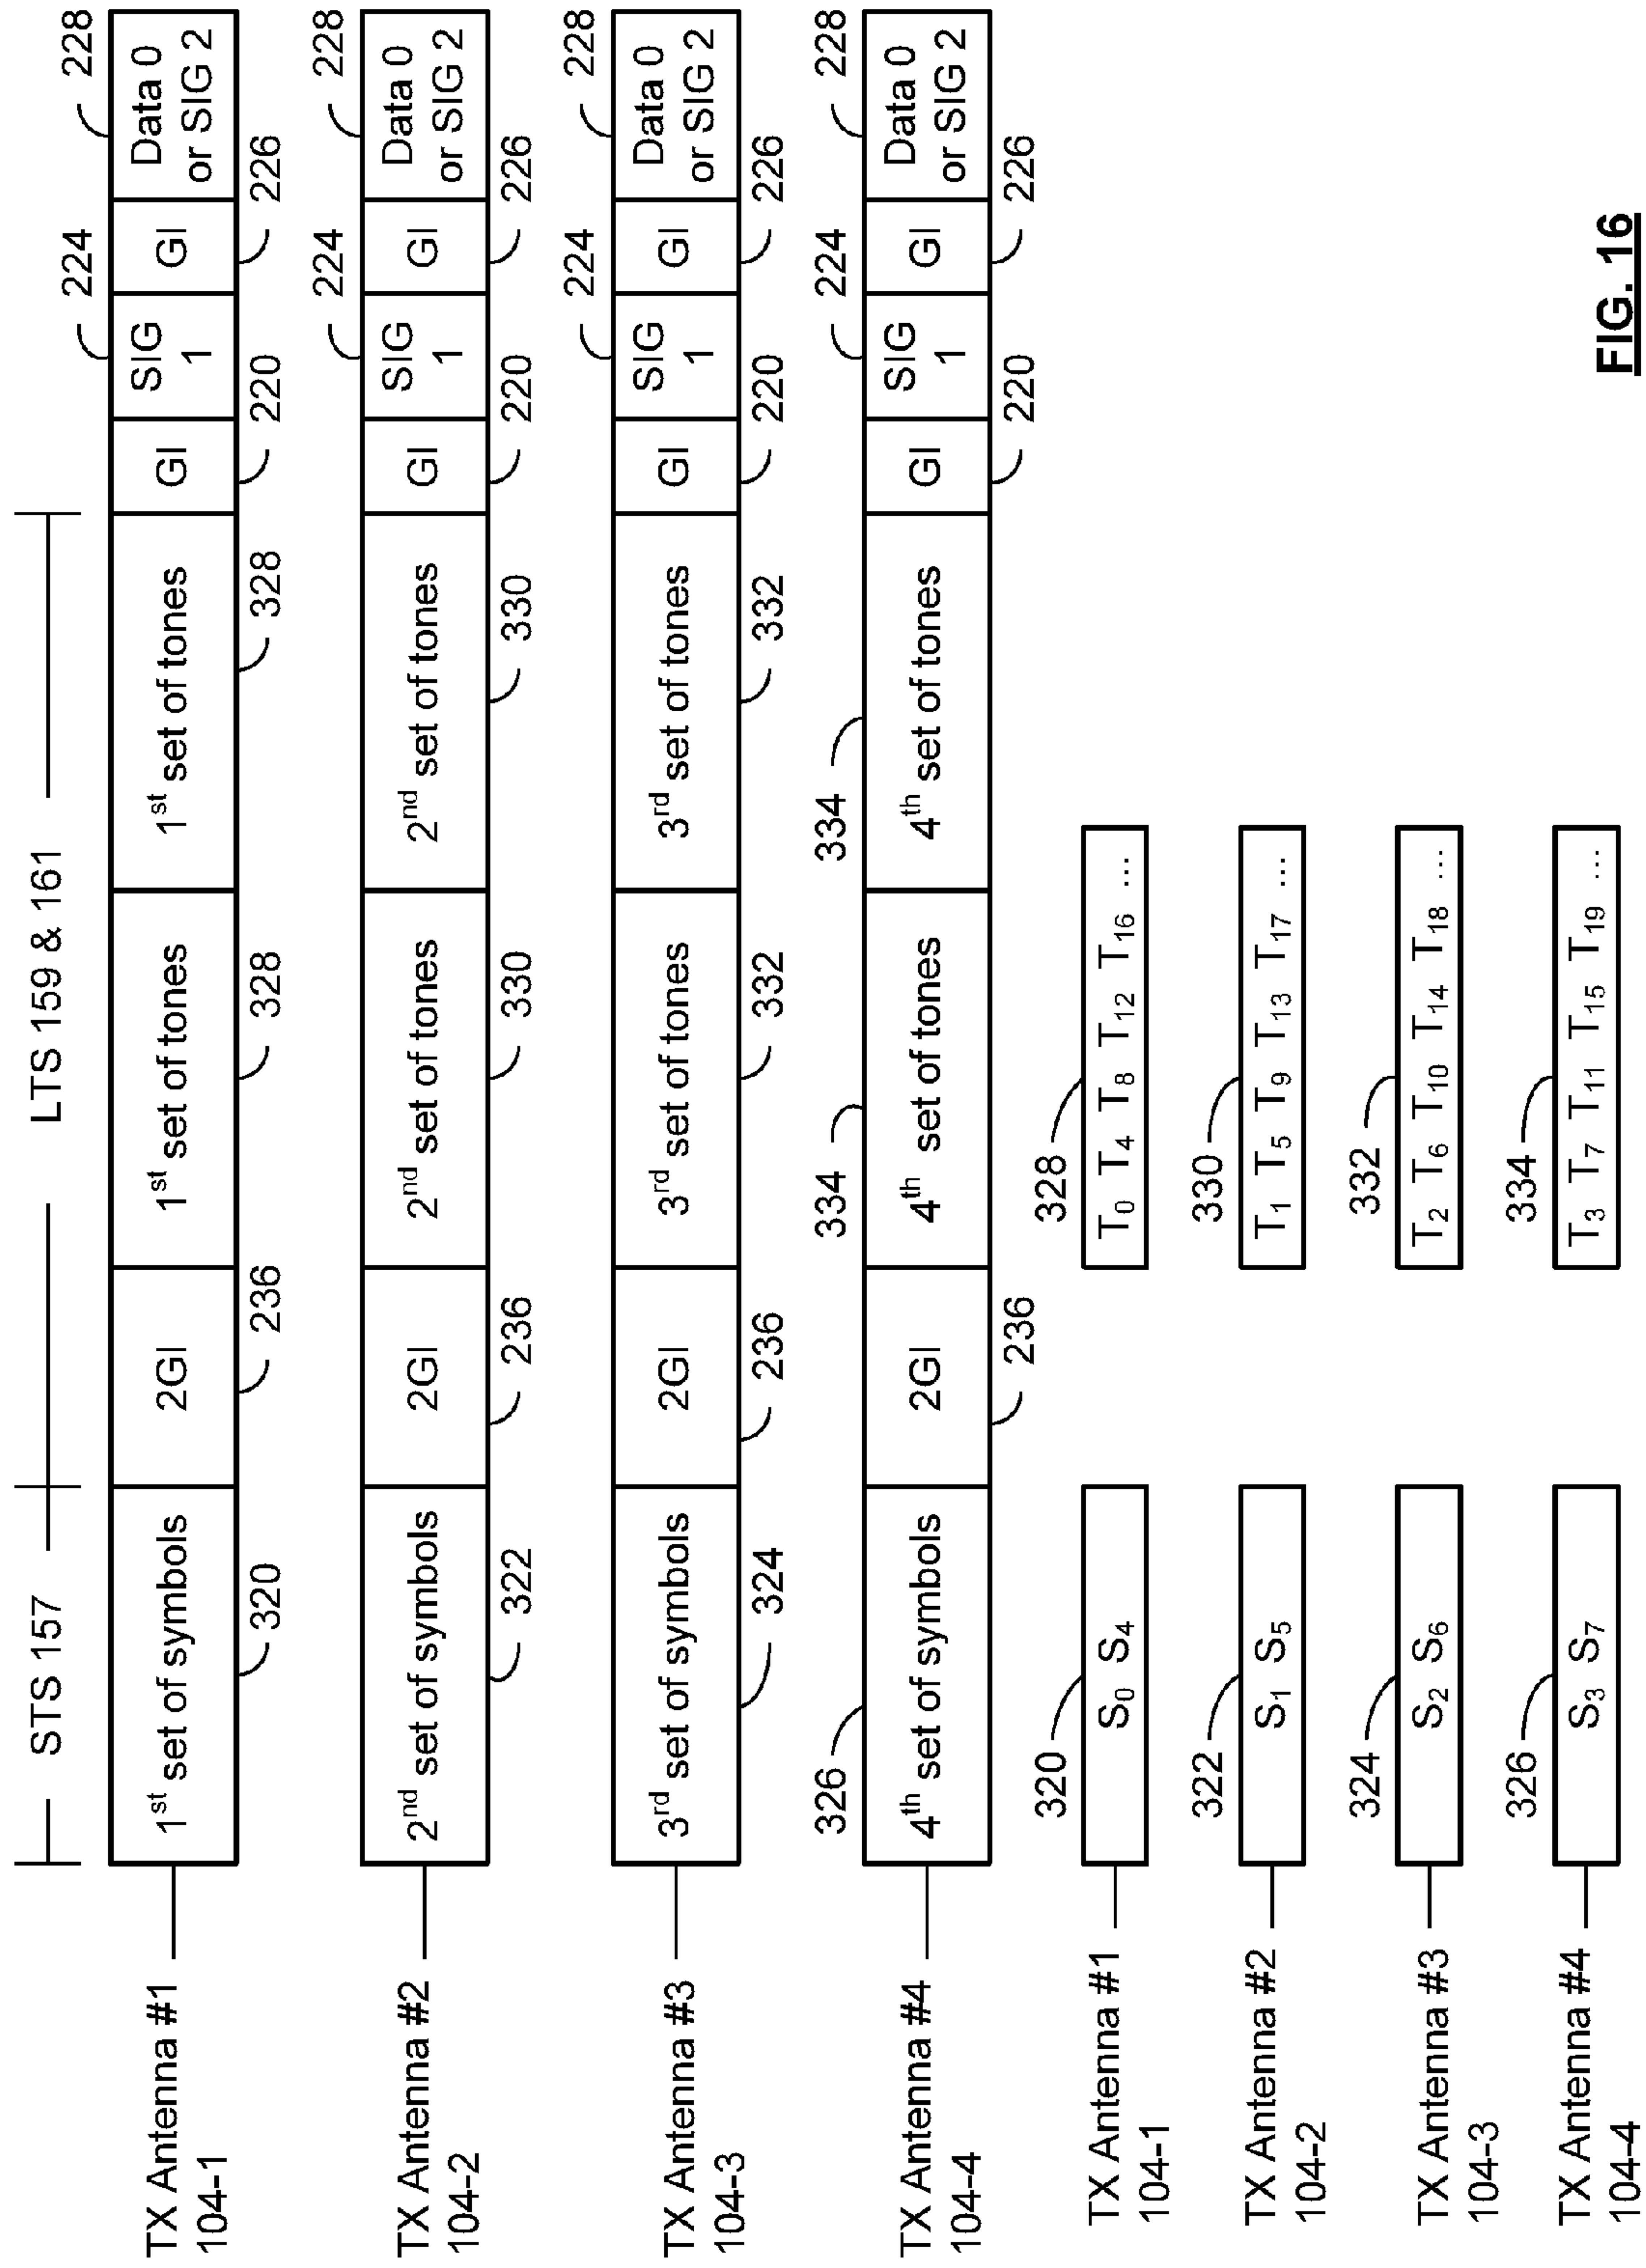 STS 157
LTS 159 & 161
TX Antenna #1
104-1
1st set of symbols
2GI
1st set of tones
1st set of tones
GI
SIG
1
GI
Data 0
or SIG 2
320
236
328
328
220
224
226
228
TX Antenna #2
104-2
2nd set of symbols
2GI
2nd set of tones
2nd set of tones
GI
SIG
1
GI
Data 0
or SIG 2
322
236
330
330
220
224
226
228
TX Antenna #3
104-3
3rd set of symbols
2GI
3rd set of tones
3rd set of tones
GI
SIG
1
GI
Data 0
or SIG 2
324
236
332
332
220
224
226
228
TX Antenna #4
104-4
326
334
334
224
228
4th set of symbols
2GI
4th set of tones
4th set of tones
GI
SIG
1
GI
Data 0
or SIG 2
236
220
226
TX Antenna #1
104-1
320
S0 S4
328
T0 T4 T8 T12 T16 ...
TX Antenna #2
104-2
322
S1 S5
330
T1 T5 T9 T13 T17 ...
TX Antenna #3
104-3
324
S2 S6
332
T2 T6 T10 T14 T18 ...
TX Antenna #4
104-4
326
S3 S7
334
T3 T7 T11 T15 T19 ...
FIG. 16